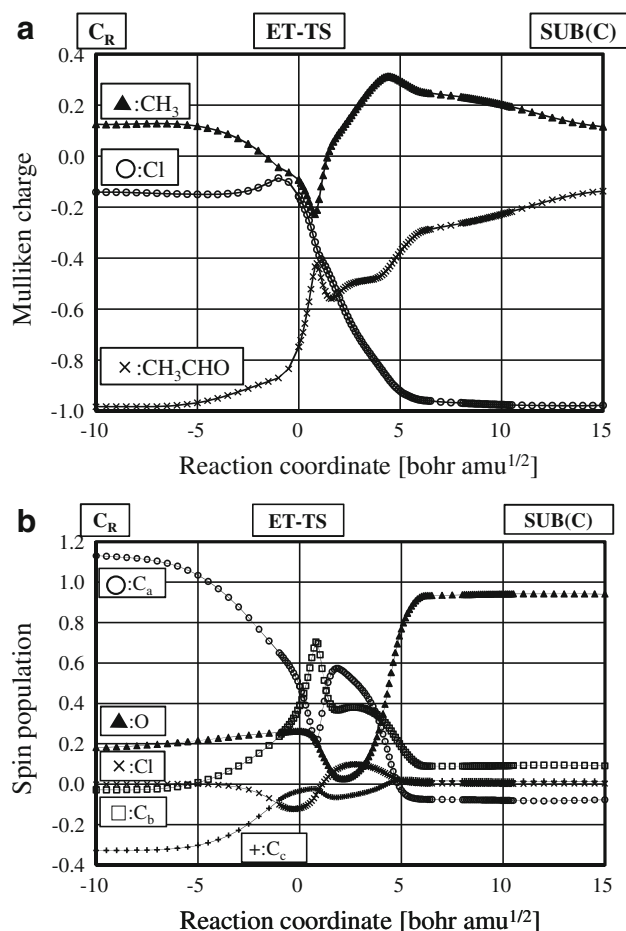 a
C_R ET-TS SUB(C)
0.4
▲:CH₃
0.2
0.0
○:Cl
-0.2
-0.4
-0.6
-0.8
×:CH₃CHO
-1.0
Mulliken charge
-10 -5 0 5 10 15
Reaction coordinate [bohr amu^1/2]
b
C_R ET-TS SUB(C)
1.2
○:Cₐ
1.0
0.8
0.6
0.4
▲:O
0.2
×:Cl
0.0
□:C_b
-0.2
+:C_c
-0.4
Spin population
-10 -5 0 5 10 15
Reaction coordinate [bohr amu^1/2]